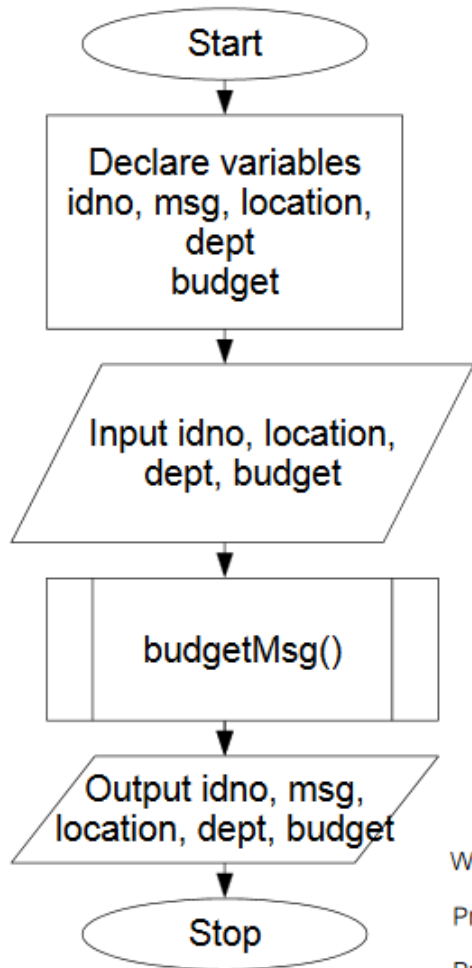 Start
Declare variables
idno, msg, location,
dept
budget
Input idno, location,
dept, budget
budgetMsg()
Output idno, msg,
location, dept, budget
Stop